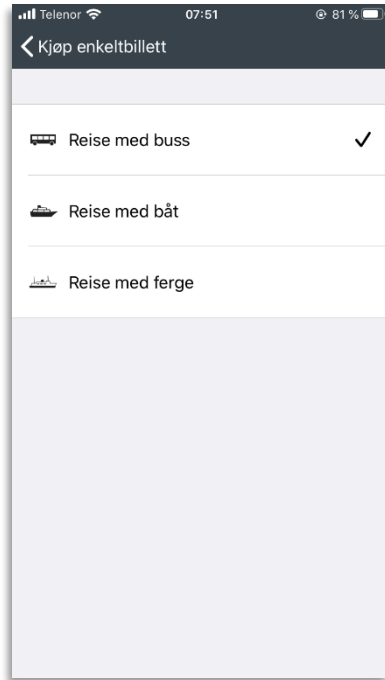 Telenor 07:51 81 %
Kjøp enkeltbillett
Reise med buss
Reise med båt
Reise med ferge